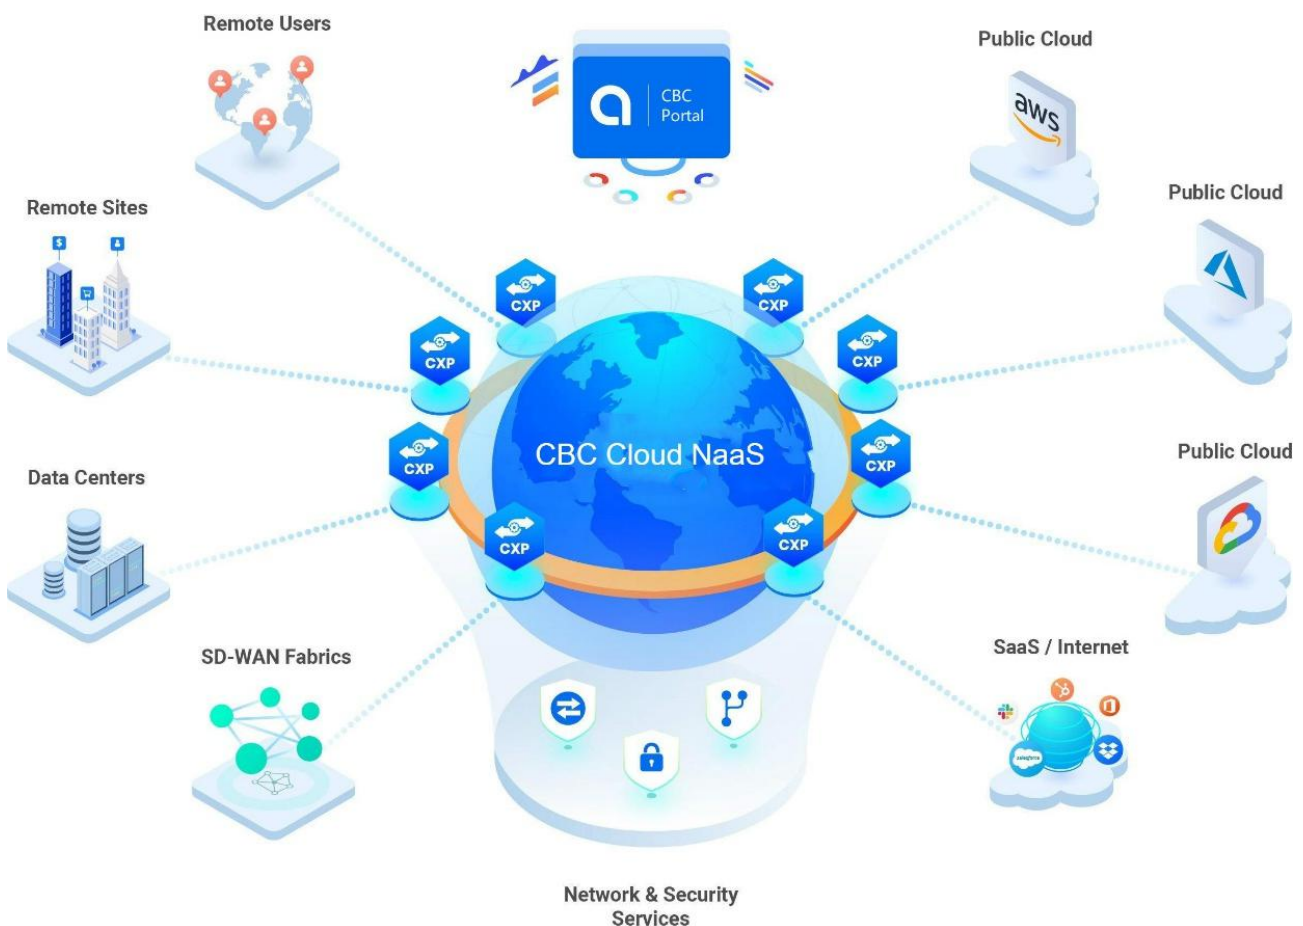 Remote Users
Public Cloud
CBC
Portal
aws
Public Cloud
Remote Sites
$
CXP
CXP
CXP
CXP
CBC Cloud NaaS
CXP
CXP
Public Cloud
Data Centers
CXP
CXP
SaaS / Internet
SD-WAN Fabrics
salesforce
Network & Security
Services